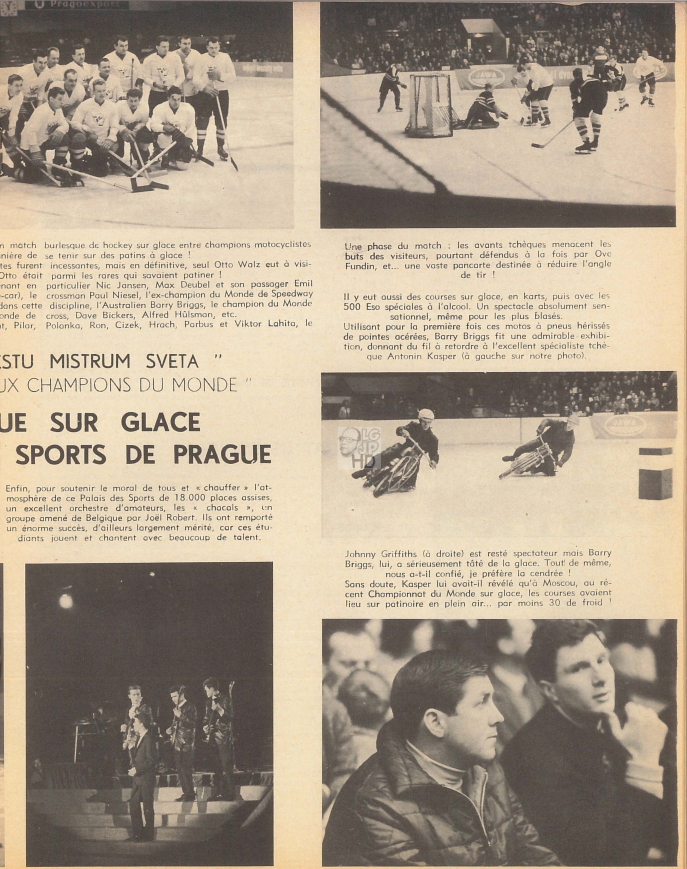 Pragoexport
n match burlesque de hockey sur glace entre champions motocyclistes
nière de se tenir sur des patins à glace !
tes furent incessantes, mais en définitive, seul Otto Walz eut à visi-
Otto était parmi les rares qui savaient patiner !
nant en particulier Nic Jansen, Max Deubel et son passager Emil
e-car), le crossman Paul Niesel, l'ex-champion du Monde de Speedway
dans cette discipline, l'Australien Barry Briggs, le champion du Monde
onde de cross, Dave Bickers, Alfred Hülsman, etc.
t, Pilar, Polonka, Ron, Cizek, Hrach, Parbus et Viktor Lahita, le
ESTU MISTRUM SVETA "
UX CHAMPIONS DU MONDE "
UE SUR GLACE
SPORTS DE PRAGUE
Enfin, pour soutenir le moral de tous et « chauffer » l'at-
mosphère de ce Palais des Sports de 18.000 places assises,
un excellent orchestre d'amateurs, les « chacals », un
groupe amené de Belgique par Joël Robert. Ils ont remporté
un énorme succès, d'ailleurs largement mérité, car ces étu-
diants jouent et chantent avec beaucoup de talent.
JAWA
Une phase du match : les avants tchèques menacent les
buts des visiteurs, pourtant défendus à la fois par Ove
Fundin, et... une vaste pancarte destinée à réduire l'angle
de tir !
Il y eut aussi des courses sur glace, en karts, puis avec les
500 Eso spéciales à l'alcool. Un spectacle absolument sen-
sationnel, même pour les plus blasés.
Utilisant pour la première fois ces motos à pneus hérissés
de pointes acérées, Barry Briggs fit une admirable exhibi-
tion, donnant du fil à retordre à l'excellent spécialiste tchè-
que Antonin Kasper (à gauche sur notre photo).
LG
JP
HD
Johnny Griffiths (à droite) est resté spectateur mais Barry
Briggs, lui, a sérieusement tâté de la glace. Tout de même,
nous a-t-il confié, je préfère la cendrée !
Sans doute, Kasper lui avait-il révélé qu'à Moscou, au ré-
cent Championnat du Monde sur glace, les courses avaient
lieu sur patinoire en plein air... par moins 30 de froid !